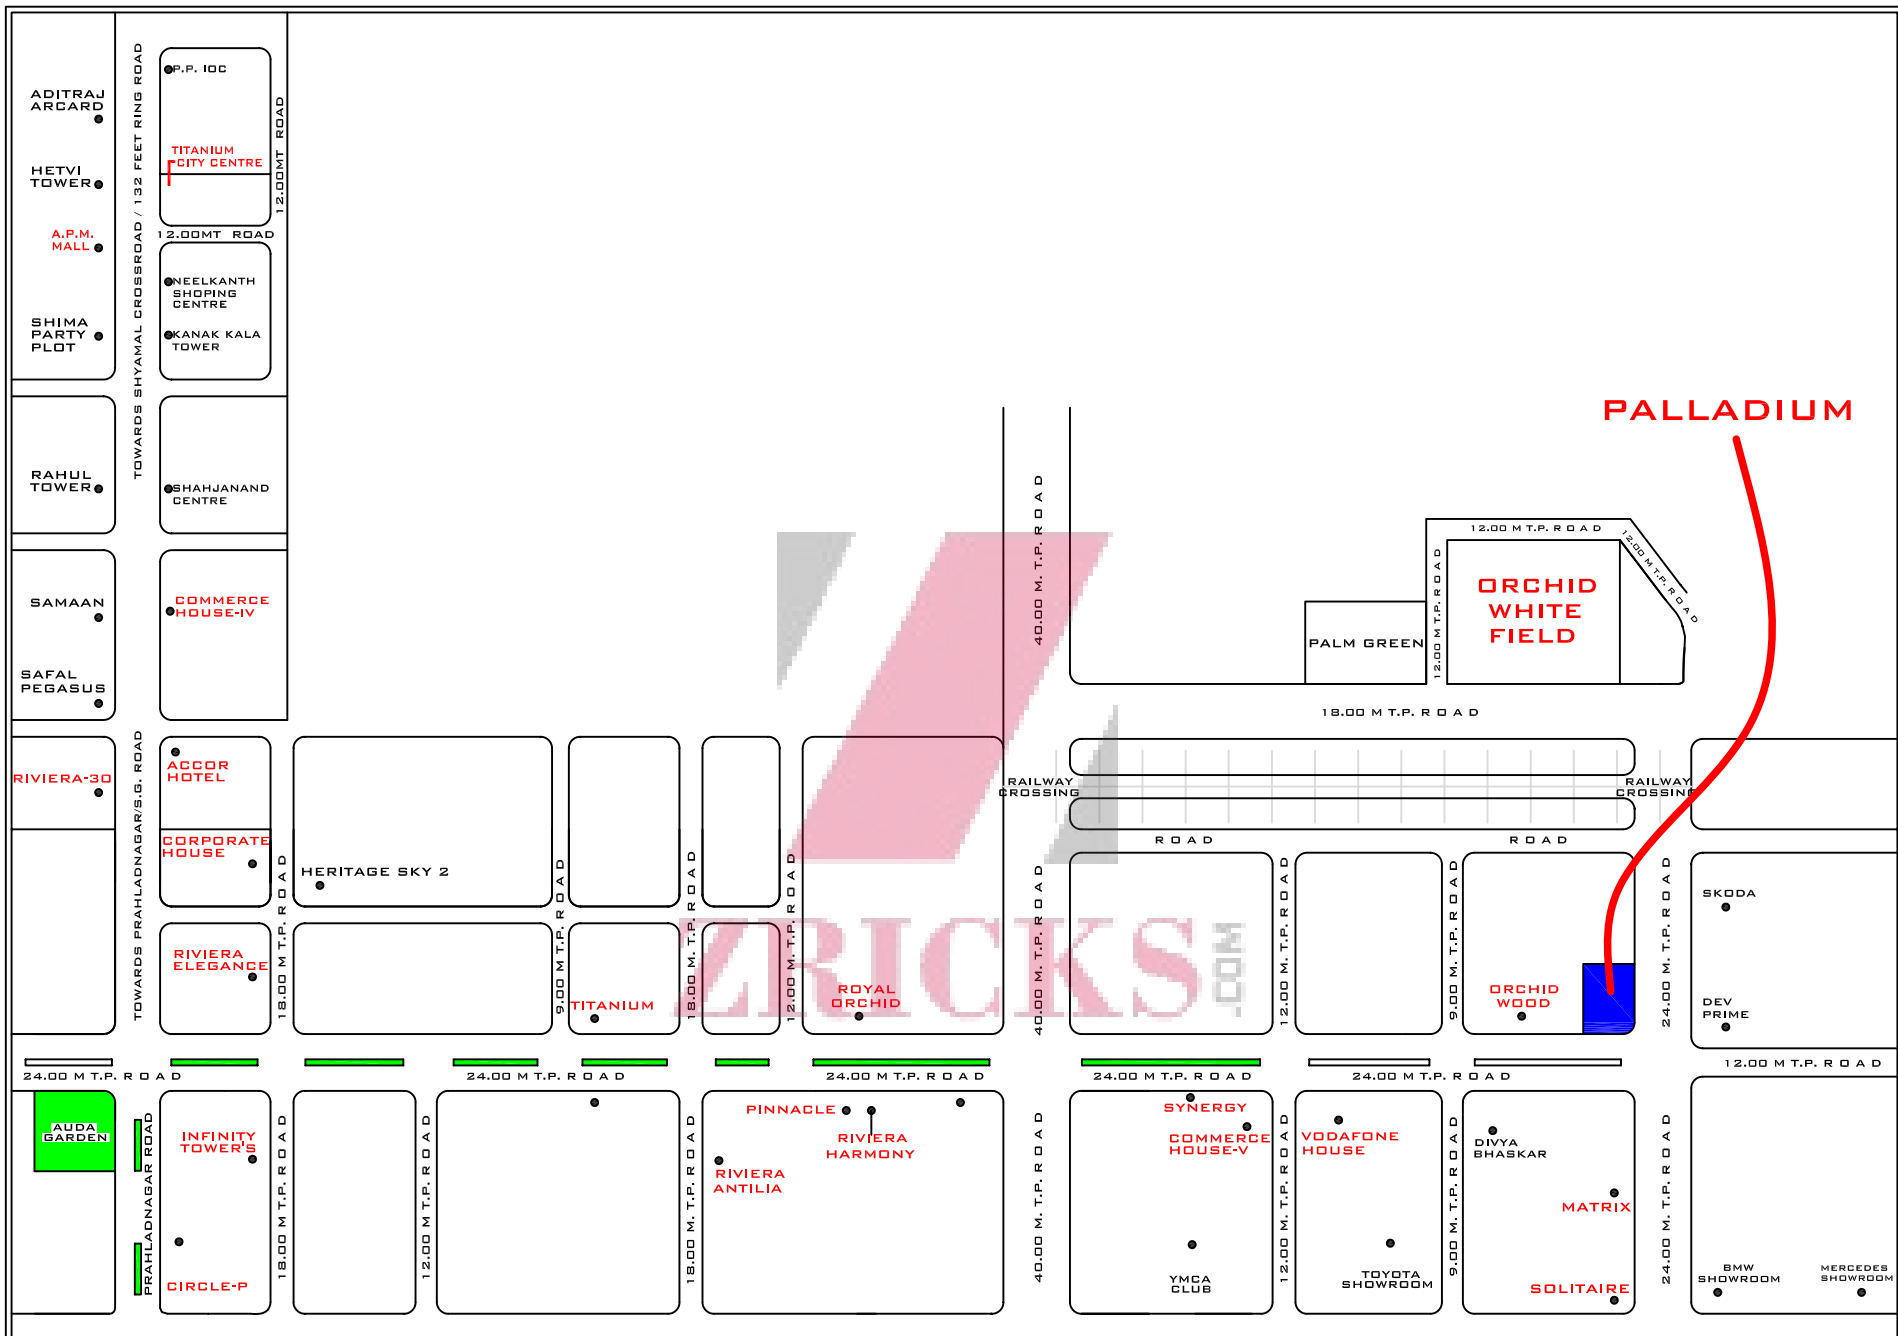 ADITRAJ
ARCARD
HETVI
TOWER
A.P.M.
MALL
SHIMA
PARTY
PLOT
RAHUL
TOWER
SAMAAN
SAFAL
PEGASUS
RIVIERA-30
TOWARDS SHYAMAL CROSSROAD / 132 FEET RING ROAD
TOWARDS PRAHLADNAGAR/S.G. ROAD
P.P. IOC
TITANIUM
CITY CENTRE
12.00MT ROAD
12.00MT ROAD
NEELKANTH
SHOPING
CENTRE
KANAK KALA
TOWER
SHAHJANAND
CENTRE
COMMERCE
HOUSE-IV
ACCOR
HOTEL
CORPORATE
HOUSE
RIVIERA
ELEGANCE
18.00 M T.P. ROAD
HERITAGE SKY 2
9.00 M T.P. ROAD
TITANIUM
18.00 M. T.P. ROAD
12.00 M. T.P. ROAD
ROYAL
ORCHID
40.00 M. T.P. ROAD
40.00 M. T.P. ROAD
PALLADIUM
12.00 M T.P. ROAD
12.00 M T.P. ROAD
12.00 M T.P. ROAD
ORCHID
WHITE
FIELD
PALM GREEN
18.00 M T.P. ROAD
RAILWAY
CROSSING
RAILWAY
CROSSING
ROAD
ROAD
12.00 M. T.P. ROAD
9.00 M. T.P. ROAD
ORCHID
WOOD
24.00 M. T.P. ROAD
SKODA
DEV
PRIME
12.00 M T.P. ROAD
ZRICKS
.COM
24.00 M T.P. ROAD
24.00 M T.P. ROAD
24.00 M T.P. ROAD
24.00 M T.P. ROAD
24.00 M T.P. ROAD
AUDA
GARDEN
PRAHLADNAGAR ROAD
INFINITY
TOWER'S
CIRCLE-P
18.00 M T.P. ROAD
12.00 M. T.P. ROAD
18.00 M. T.P. ROAD
PINNACLE
RIVIERA
HARMONY
RIVIERA
ANTILIA
40.00 M. T.P. ROAD
SYNERGY
COMMERCE
HOUSE-V
YMCA
CLUB
12.00 M. T.P. ROAD
VODAFONE
HOUSE
TOYOTA
SHOWROOM
9.00 M. T.P. ROAD
DIVYA
BHASKAR
MATRIX
SOLITAIRE
24.00 M. T.P. ROAD
BMW
SHOWROOM
MERCEDES
SHOWROOM